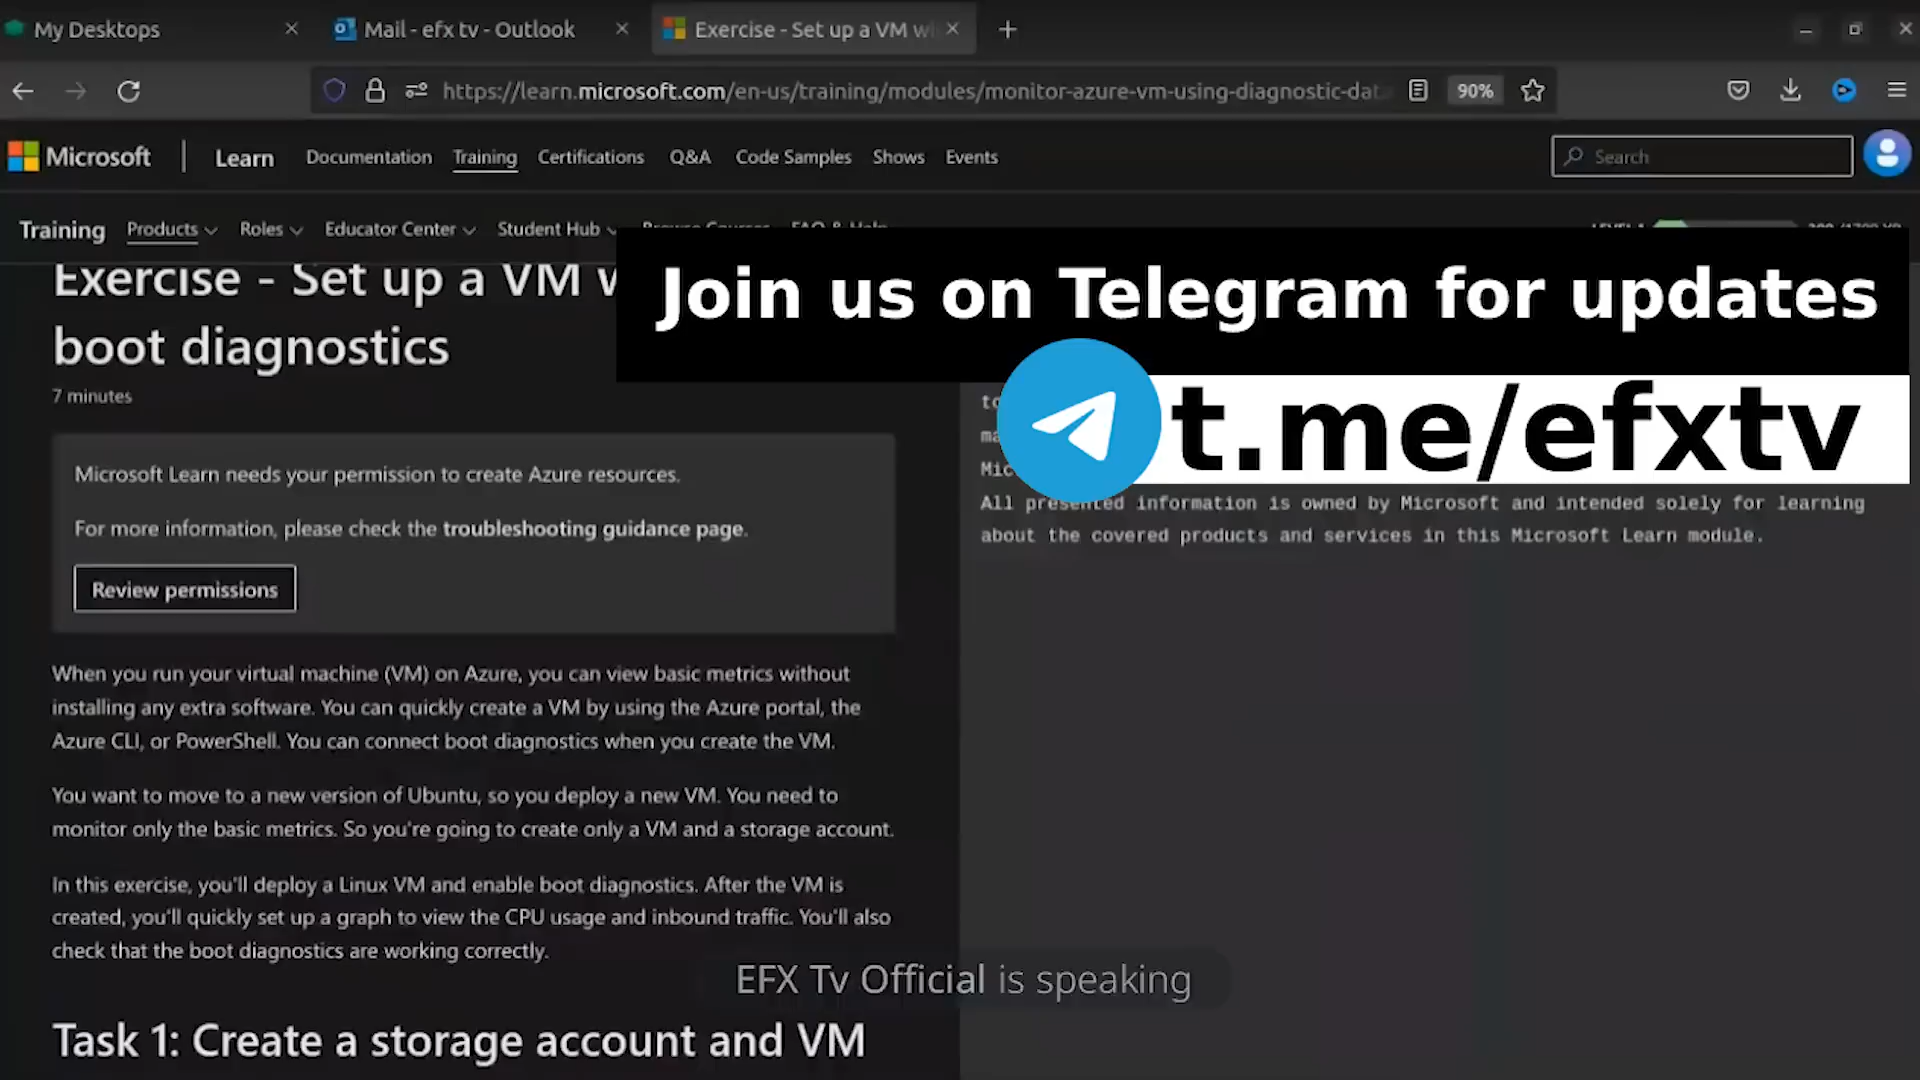 My Desktops
Mail - efx tv - Outlook
Exercise - Set up a VM wi
https://learn.microsoft.com/en-us/training/modules/monitor-azure-vm-using-diagnostic-dat
90%
Microsoft
Learn
Documentation
Training
Certifications
Q&A
Code Samples
Shows
Events
Search
Training
Products
Roles
Educator Center
Student Hub
Browse Courses
FAQ & Help
LEVEL 1
Exercise - Set up a VM w
boot diagnostics
7 minutes
Join us on Telegram for updates
t.me/efxtv
Microsoft Learn needs your permission to create Azure resources.
For more information, please check the troubleshooting guidance page.
Review permissions
All presented information is owned by Microsoft and intended solely for learning
about the covered products and services in this Microsoft Learn module.
When you run your virtual machine (VM) on Azure, you can view basic metrics without
installing any extra software. You can quickly create a VM by using the Azure portal, the
Azure CLI, or PowerShell. You can connect boot diagnostics when you create the VM.
You want to move to a new version of Ubuntu, so you deploy a new VM. You need to
monitor only the basic metrics. So you're going to create only a VM and a storage account.
In this exercise, you'll deploy a Linux VM and enable boot diagnostics. After the VM is
created, you'll quickly set up a graph to view the CPU usage and inbound traffic. You'll also
check that the boot diagnostics are working correctly.
EFX Tv Official is speaking
Task 1: Create a storage account and VM